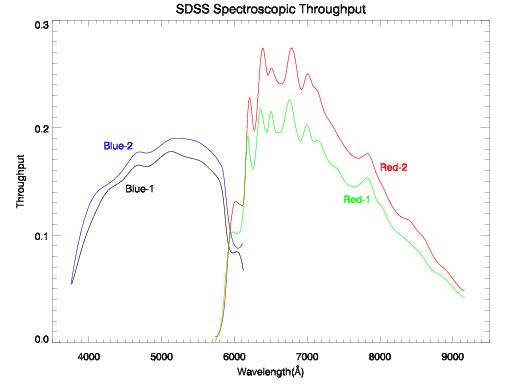 SDSS Spectroscopic Throughput
0.3
0.2
0.1
0.0
Throughput
Blue-2
Blue-1
Red-2
Red-1
4000 5000 6000 7000 8000 9000
Wavelength(Å)